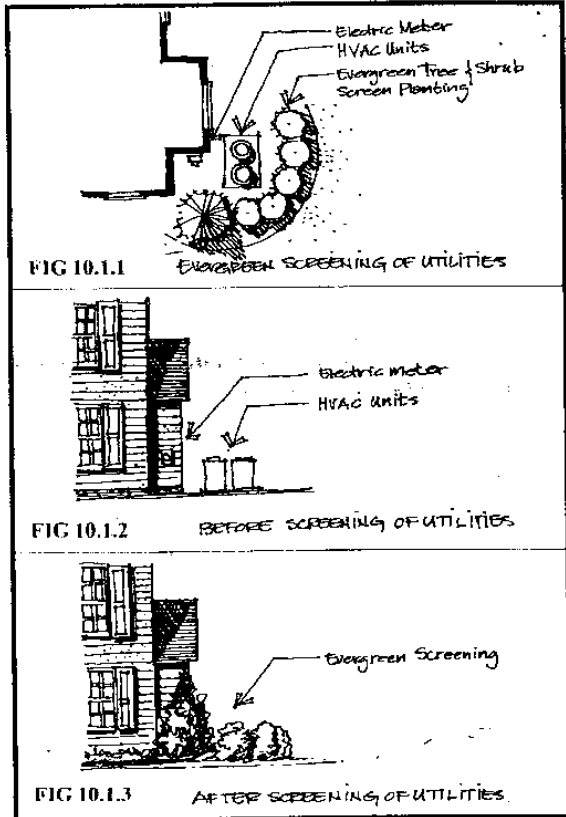 Electric Meter
HVAC Units
Evergreen Tree & Shrub
Screen Planting
FIG 10.1.1 EVERGREEN SCREENING OF UTILITIES
Electric meter
HVAC Units
FIG 10.1.2 BEFORE SCREENING OF UTILITIES
Evergreen Screening
FIG 10.1.3 AFTER SCREENING OF UTILITIES